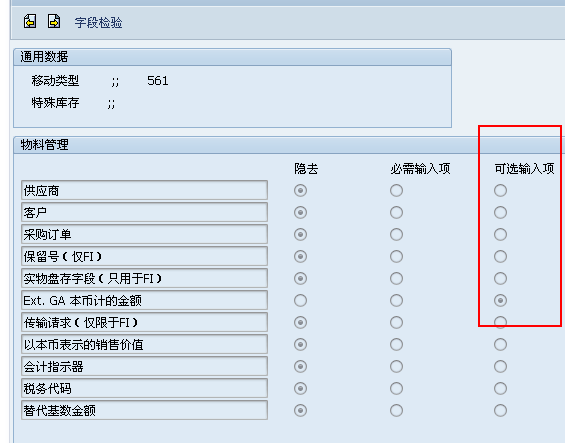 字段检验
通用数据
移动类型 ;; 561
特殊库存 ;;
物料管理
隐去 必需输入项 可选输入项
供应商
客户
采购订单
保留号（仅FI）
实物盘存字段（只用于FI）
Ext. GA 本币计的金额
传输请求（仅限于FI）
以本币表示的销售价值
会计指示器
税务代码
替代基数金额